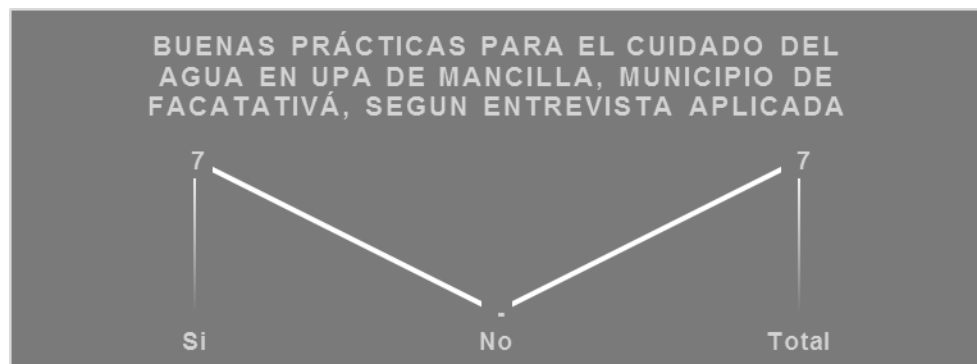 BUENAS PRÁCTICAS PARA EL CUIDADO DEL
AGUA EN UPA DE MANCILLA, MUNICIPIO DE
FACATATIVÁ, SEGUN ENTREVISTA APLICADA
7 7
-
Si No Total